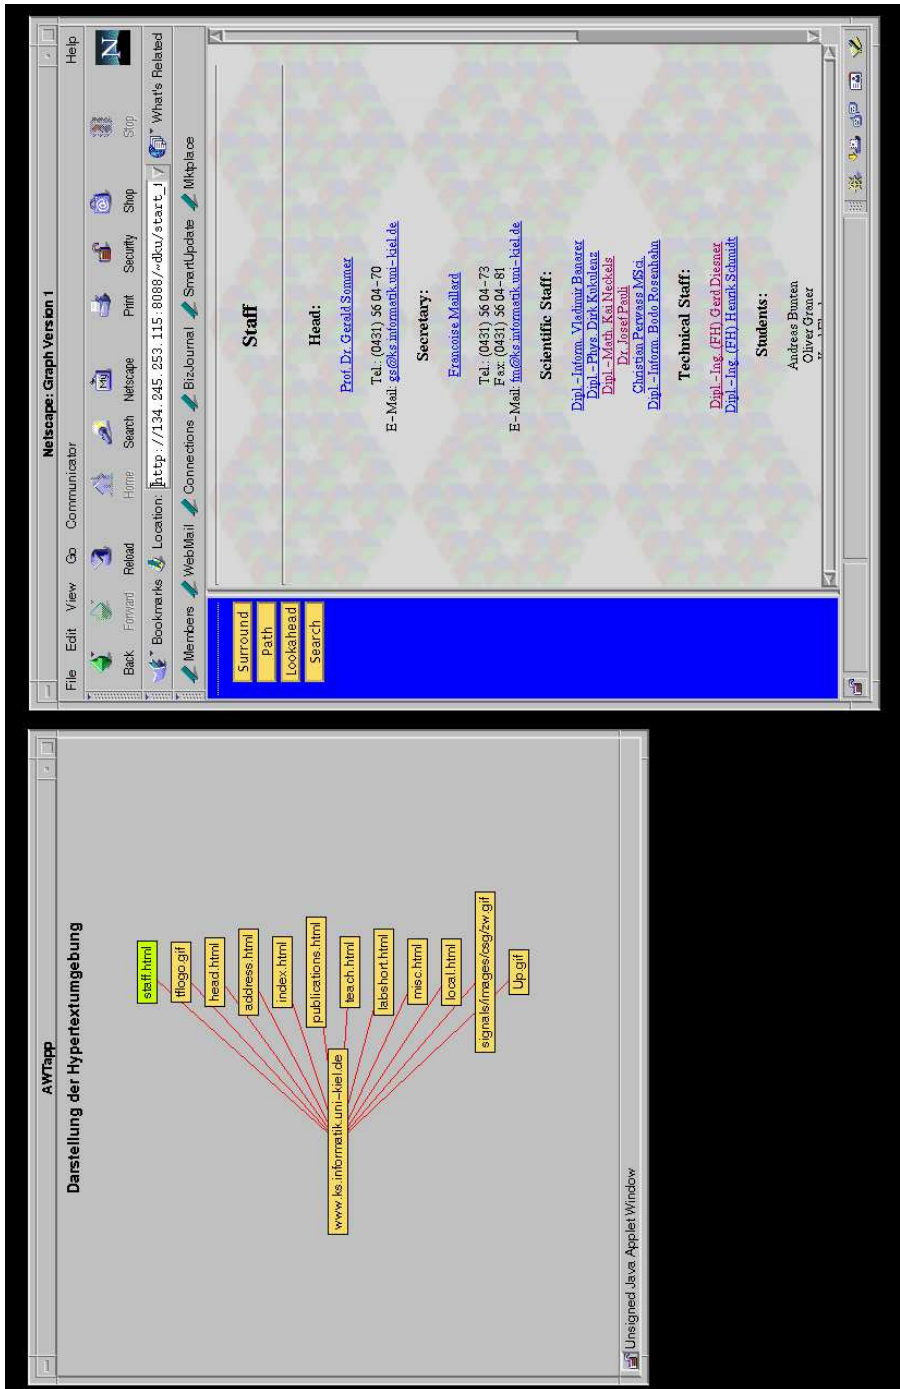 AWTapp
Darstellung der Hypertextumgebung
staff.html
tflogo.gif
head.html
address.html
index.html
publications.html
www.ks.informatik.uni-kiel.de
teach.html
labshort.html
misc.html
local.html
signals/images/csg/zw.gif
Up.gif
Unsigned Java Applet Window
Netscape: Graph Version 1
File Edit View Go Communicator Help
Back Forward Reload Home Search Netscape Print Security Shop Stop
My
N
Bookmarks Location: http://134.245.253.115:8088/~dku/start_ What's Related
Members WebMail Connections BizJournal SmartUpdate Mktplace
Surround
Path
Lookahead
Search
Staff
Head:
Prof. Dr. Gerald Sommer
Tel.: (0431) 56 04-70
E-Mail: gs@ks.informatik.uni-kiel.de
Secretary:
Francoise Maillard
Tel.: (0431) 56 04-73
Fax: (0431) 56 04-81
E-Mail: fm@ks.informatik.uni-kiel.de
Scientific Staff:
Dipl.-Inform. Vladimir Banarer
Dipl.-Phys. Dirk Kukulenz
Dipl.-Math. Kai Neckels
Dr. Josef Pauli
Christian Perwass MSci.
Dipl.-Inform. Bodo Rosenhahn
Technical Staff:
Dipl.-Ing. (FH) Gerd Diesner
Dipl.-Ing. (FH) Henrik Schmidt
Students:
Andreas Bunten
Oliver Granert